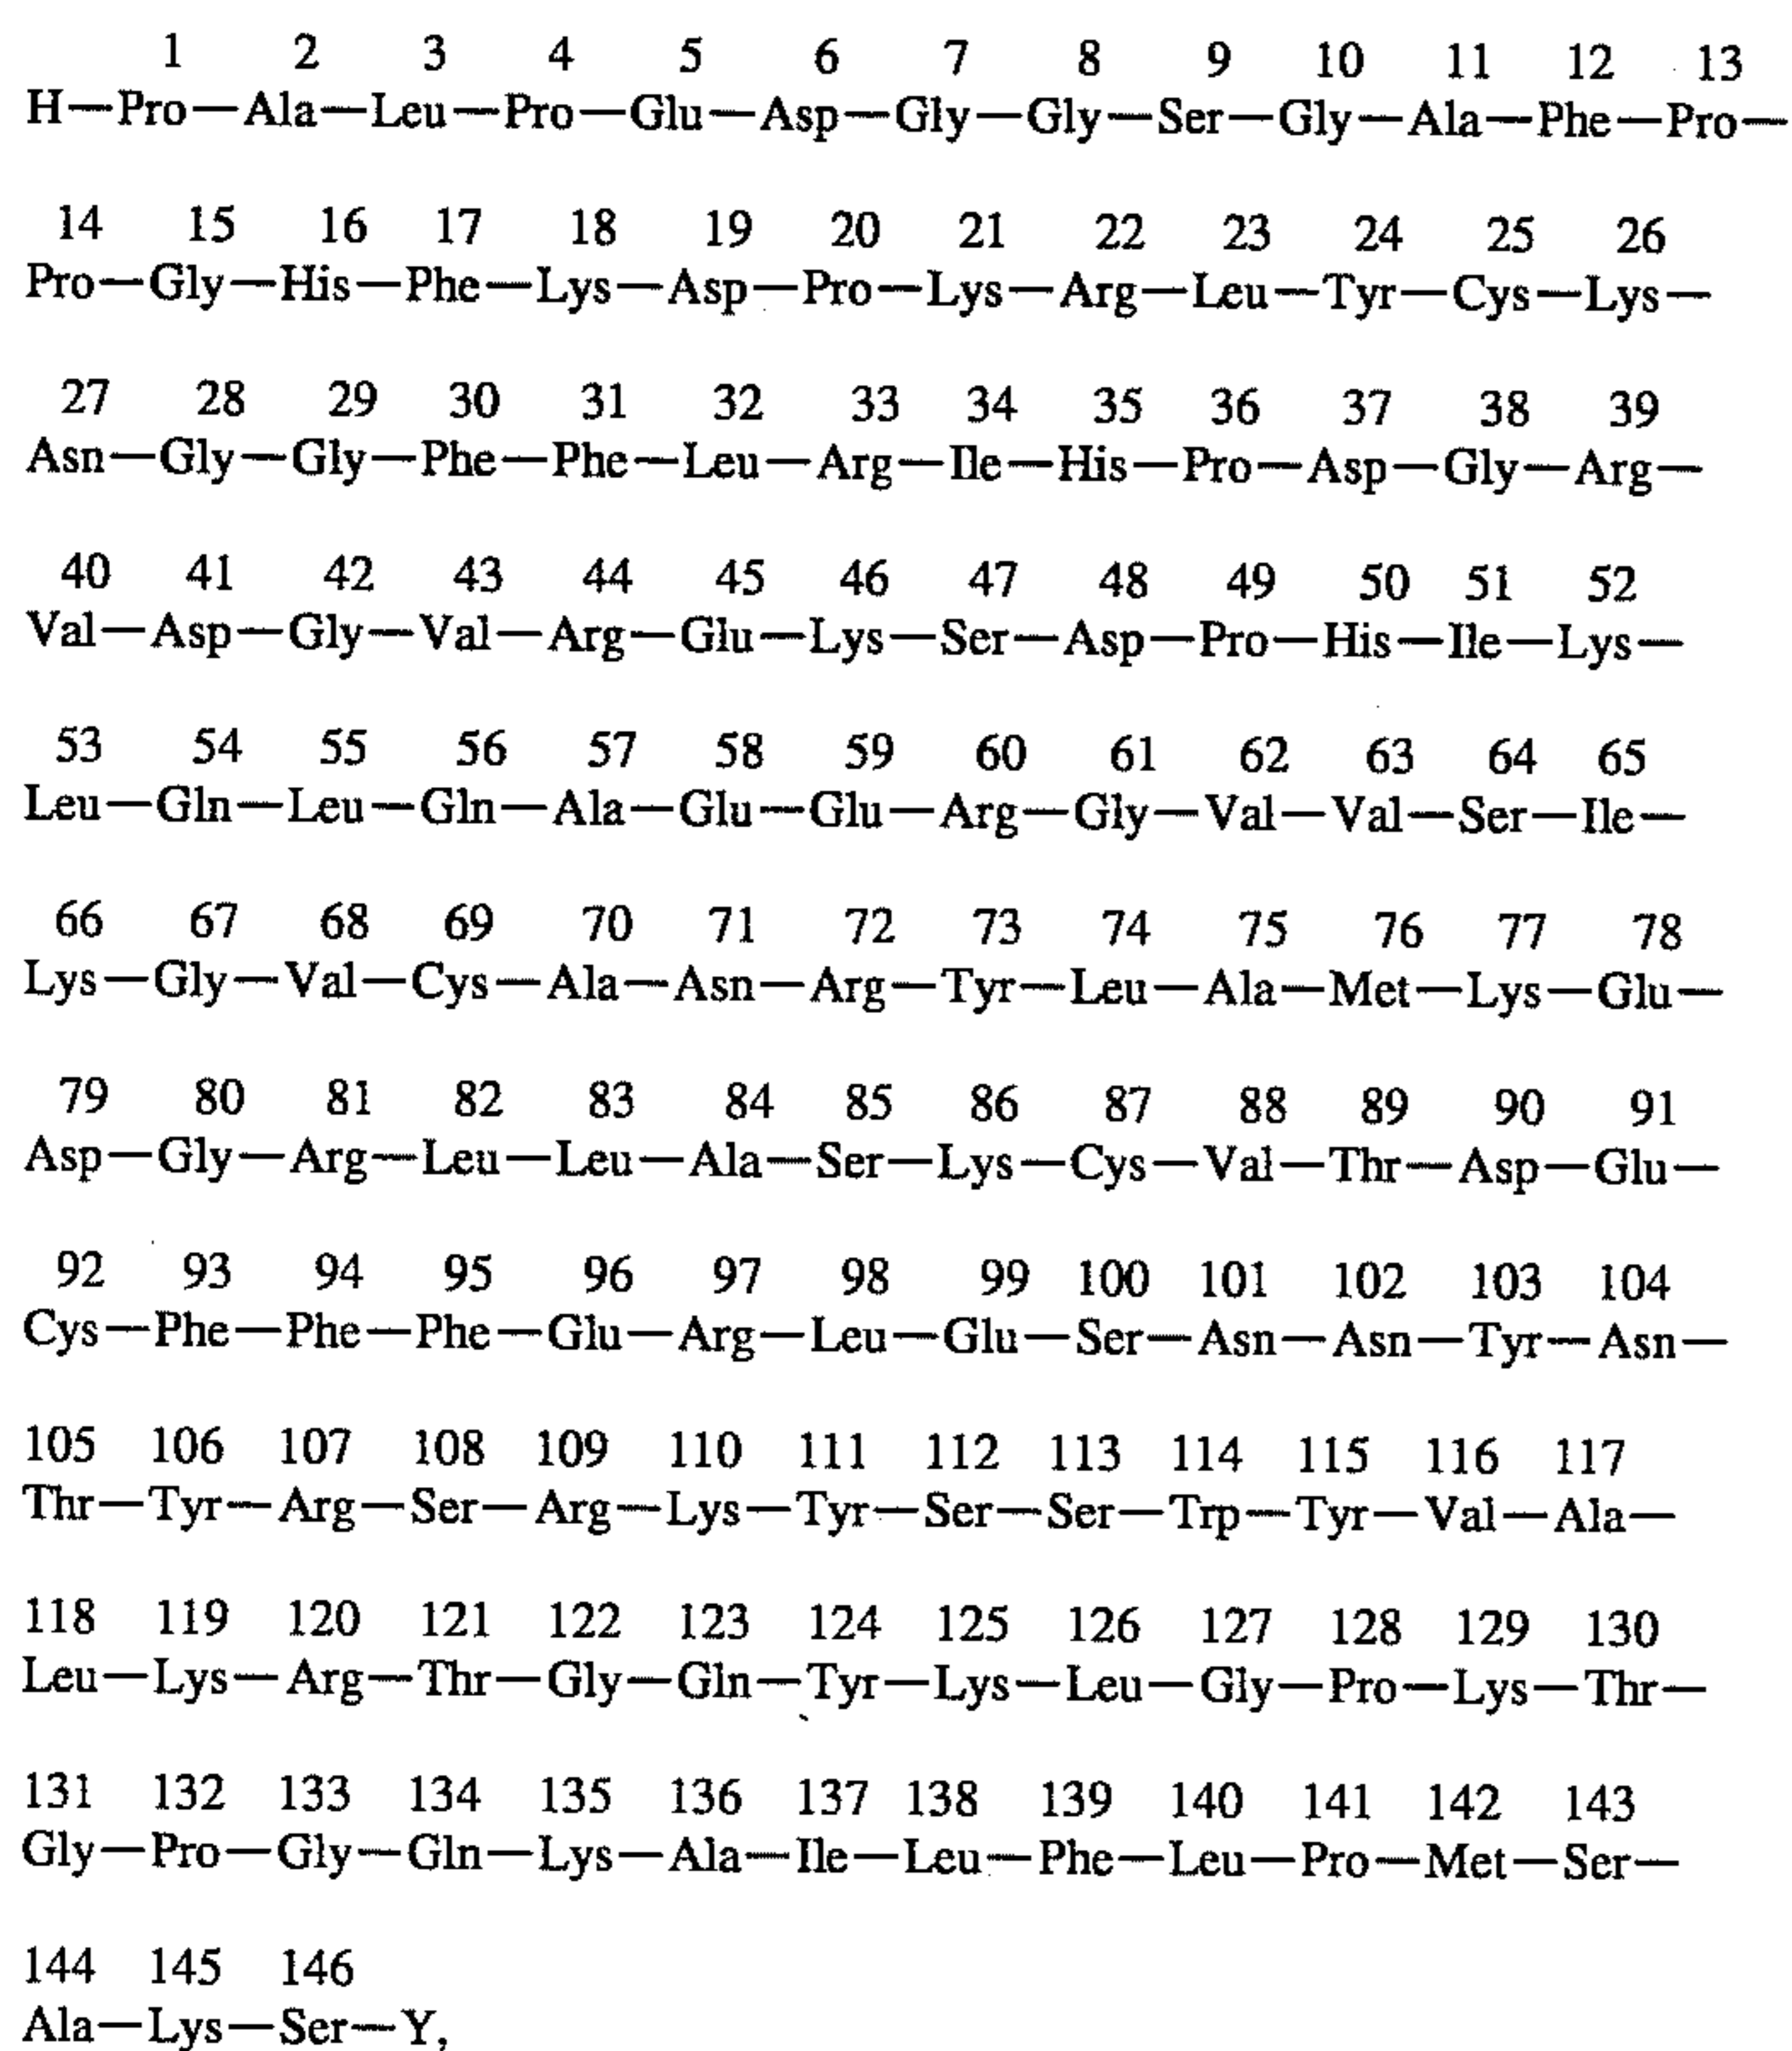 1 2 3 4 5 6 7 8 9 10 11 12 13
H—Pro—Ala—Leu—Pro—Glu—Asp—Gly—Gly—Ser—Gly—Ala—Phe—Pro—
14 15 16 17 18 19 20 21 22 23 24 25 26
Pro—Gly—His—Phe—Lys—Asp—Pro—Lys—Arg—Leu—Tyr—Cys—Lys—
27 28 29 30 31 32 33 34 35 36 37 38 39
Asn—Gly—Gly—Phe—Phe—Leu—Arg—Ile—His—Pro—Asp—Gly—Arg—
40 41 42 43 44 45 46 47 48 49 50 51 52
Val—Asp—Gly—Val—Arg—Glu—Lys—Ser—Asp—Pro—His—Ile—Lys—
53 54 55 56 57 58 59 60 61 62 63 64 65
Leu—Gln—Leu—Gln—Ala—Glu—Glu—Arg—Gly—Val—Val—Ser—Ile—
66 67 68 69 70 71 72 73 74 75 76 77 78
Lys—Gly—Val—Cys—Ala—Asn—Arg—Tyr—Leu—Ala—Met—Lys—Glu—
79 80 81 82 83 84 85 86 87 88 89 90 91
Asp—Gly—Arg—Leu—Leu—Ala—Ser—Lys—Cys—Val—Thr—Asp—Glu—
92 93 94 95 96 97 98 99 100 101 102 103 104
Cys—Phe—Phe—Phe—Glu—Arg—Leu—Glu—Ser—Asn—Asn—Tyr—Asn—
105 106 107 108 109 110 111 112 113 114 115 116 117
Thr—Tyr—Arg—Ser—Arg—Lys—Tyr—Ser—Ser—Trp—Tyr—Val—Ala—
118 119 120 121 122 123 124 125 126 127 128 129 130
Leu—Lys—Arg—Thr—Gly—Gln—Tyr—Lys—Leu—Gly—Pro—Lys—Thr—
131 132 133 134 135 136 137 138 139 140 141 142 143
Gly—Pro—Gly—Gln—Lys—Ala—Ile—Leu—Phe—Leu—Pro—Met—Ser—
144 145 146
Ala—Lys—Ser—Y,